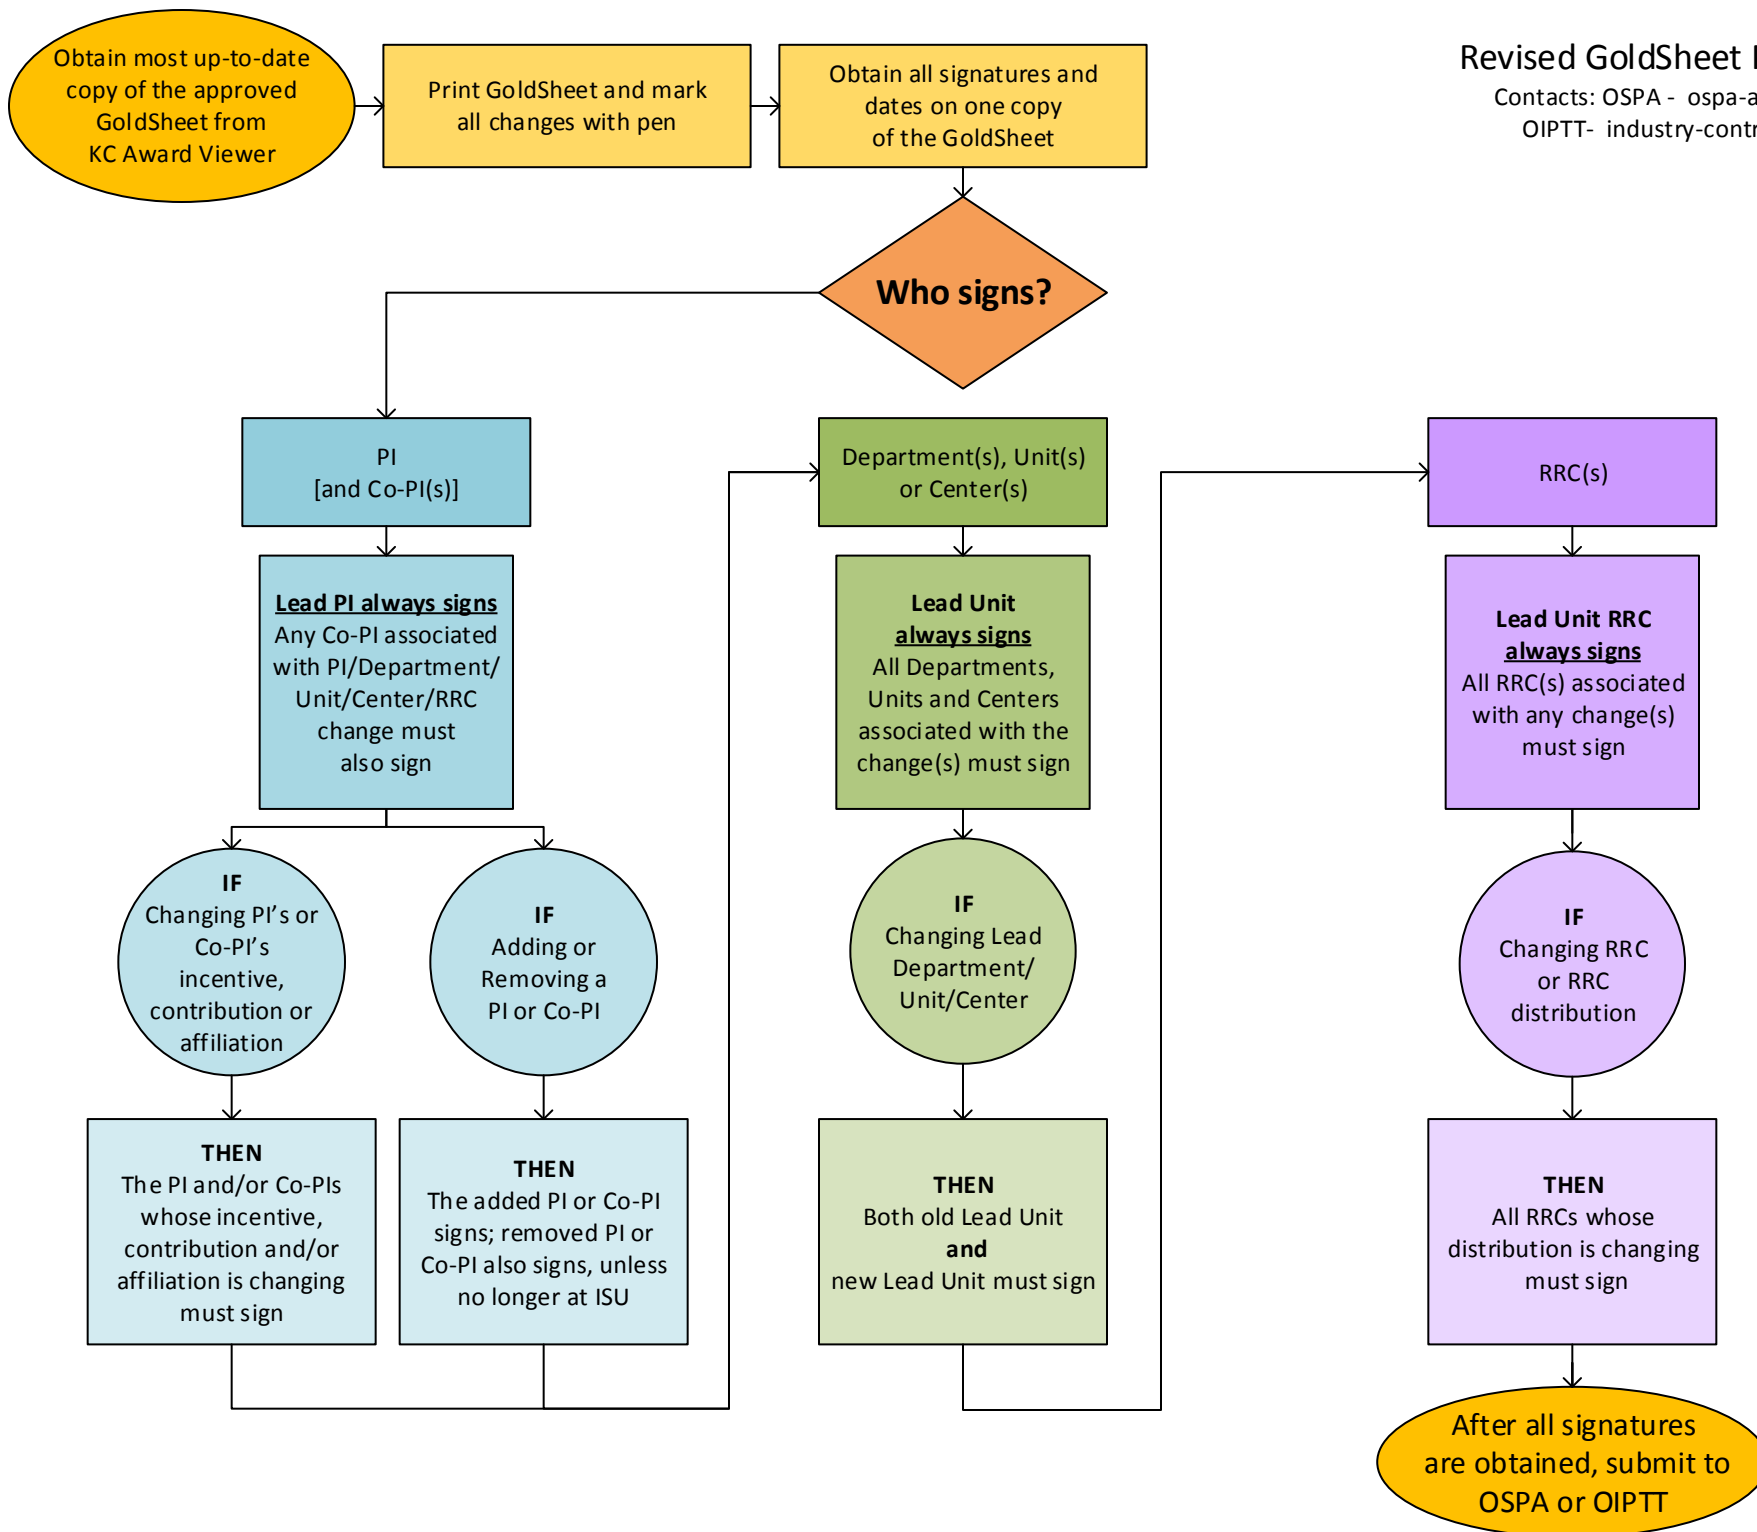 Obtain most up-to-date
copy of the approved
GoldSheet from
KC Award Viewer
Print GoldSheet and mark
all changes with pen
Obtain all signatures and
dates on one copy
of the GoldSheet
Revised GoldSheet
Contacts: OSPA -
OIPTT-
Who signs?
PI
[and Co-PI(s)]
Lead PI always signs
Any Co-PI associated
with PI/Department/
Unit/Center/RRC
change must
also sign
IF
Changing PI's or
Co-PI's
incentive,
contribution or
affiliation
IF
Adding or
Removing a
PI or Co-PI
THEN
The PI and/or Co-PIs
whose incentive,
contribution and/or
affiliation is changing
must sign
THEN
The added PI or Co-PI
signs; removed PI or
Co-PI also signs, unless
no longer at ISU
Department(s), Unit(s)
or Center(s)
Lead Unit
always signs
All Departments,
Units and Centers
associated with the
change(s) must sign
IF
Changing Lead
Department/
Unit/Center
THEN
Both old Lead Unit
and
new Lead Unit must sign
RRC(s)
Lead Unit RRC
always signs
All RRC(s) associated
with any change(s)
must sign
IF
Changing RRC
or RRC
distribution
THEN
All RRCs whose
distribution is changing
must sign
After all signatures
are obtained, submit to
OSPA or OIPTT